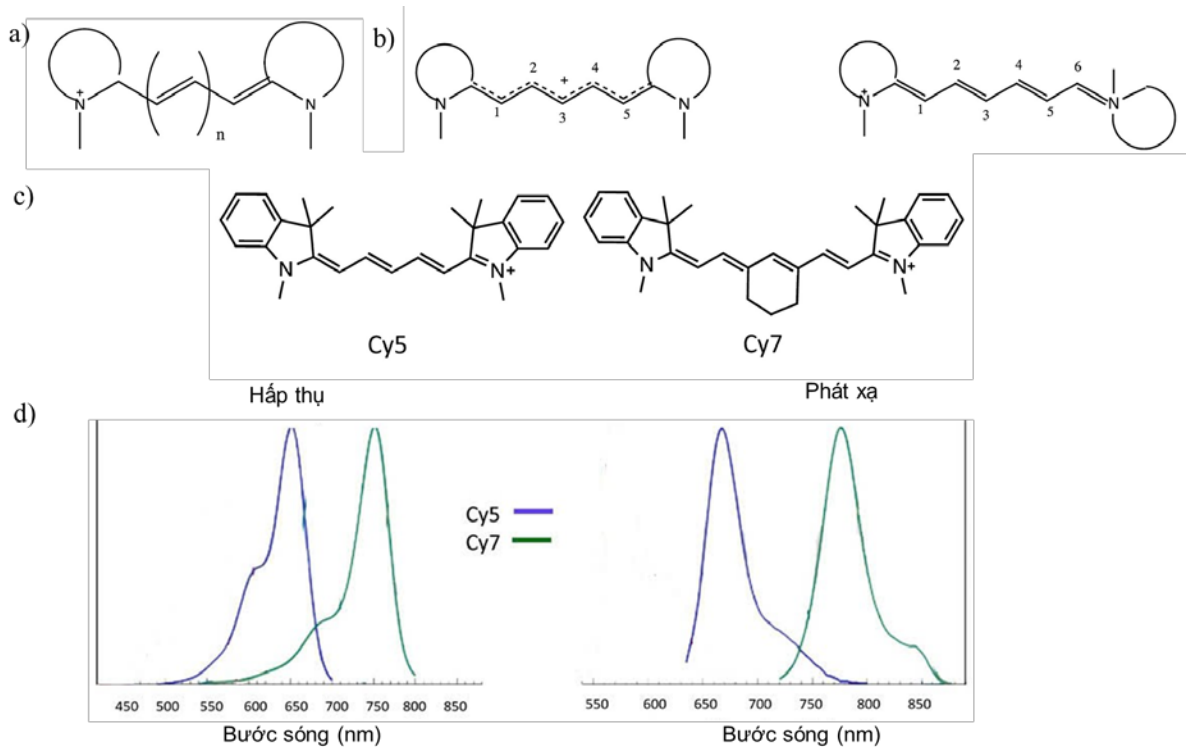 a)
N
+
n
N
b)
2
4
+
1
3
5
N
N
2
4
6
N
+
1
3
5
N
+
c)
N
N
+
Cy5
N
N
+
Cy7
Hấp thụ
Phát xạ
d)
Cy5
Cy7
450 500 550 600 650 700 750 800 850
550 600 650 700 750 800 850
Bước sóng (nm)
Bước sóng (nm)